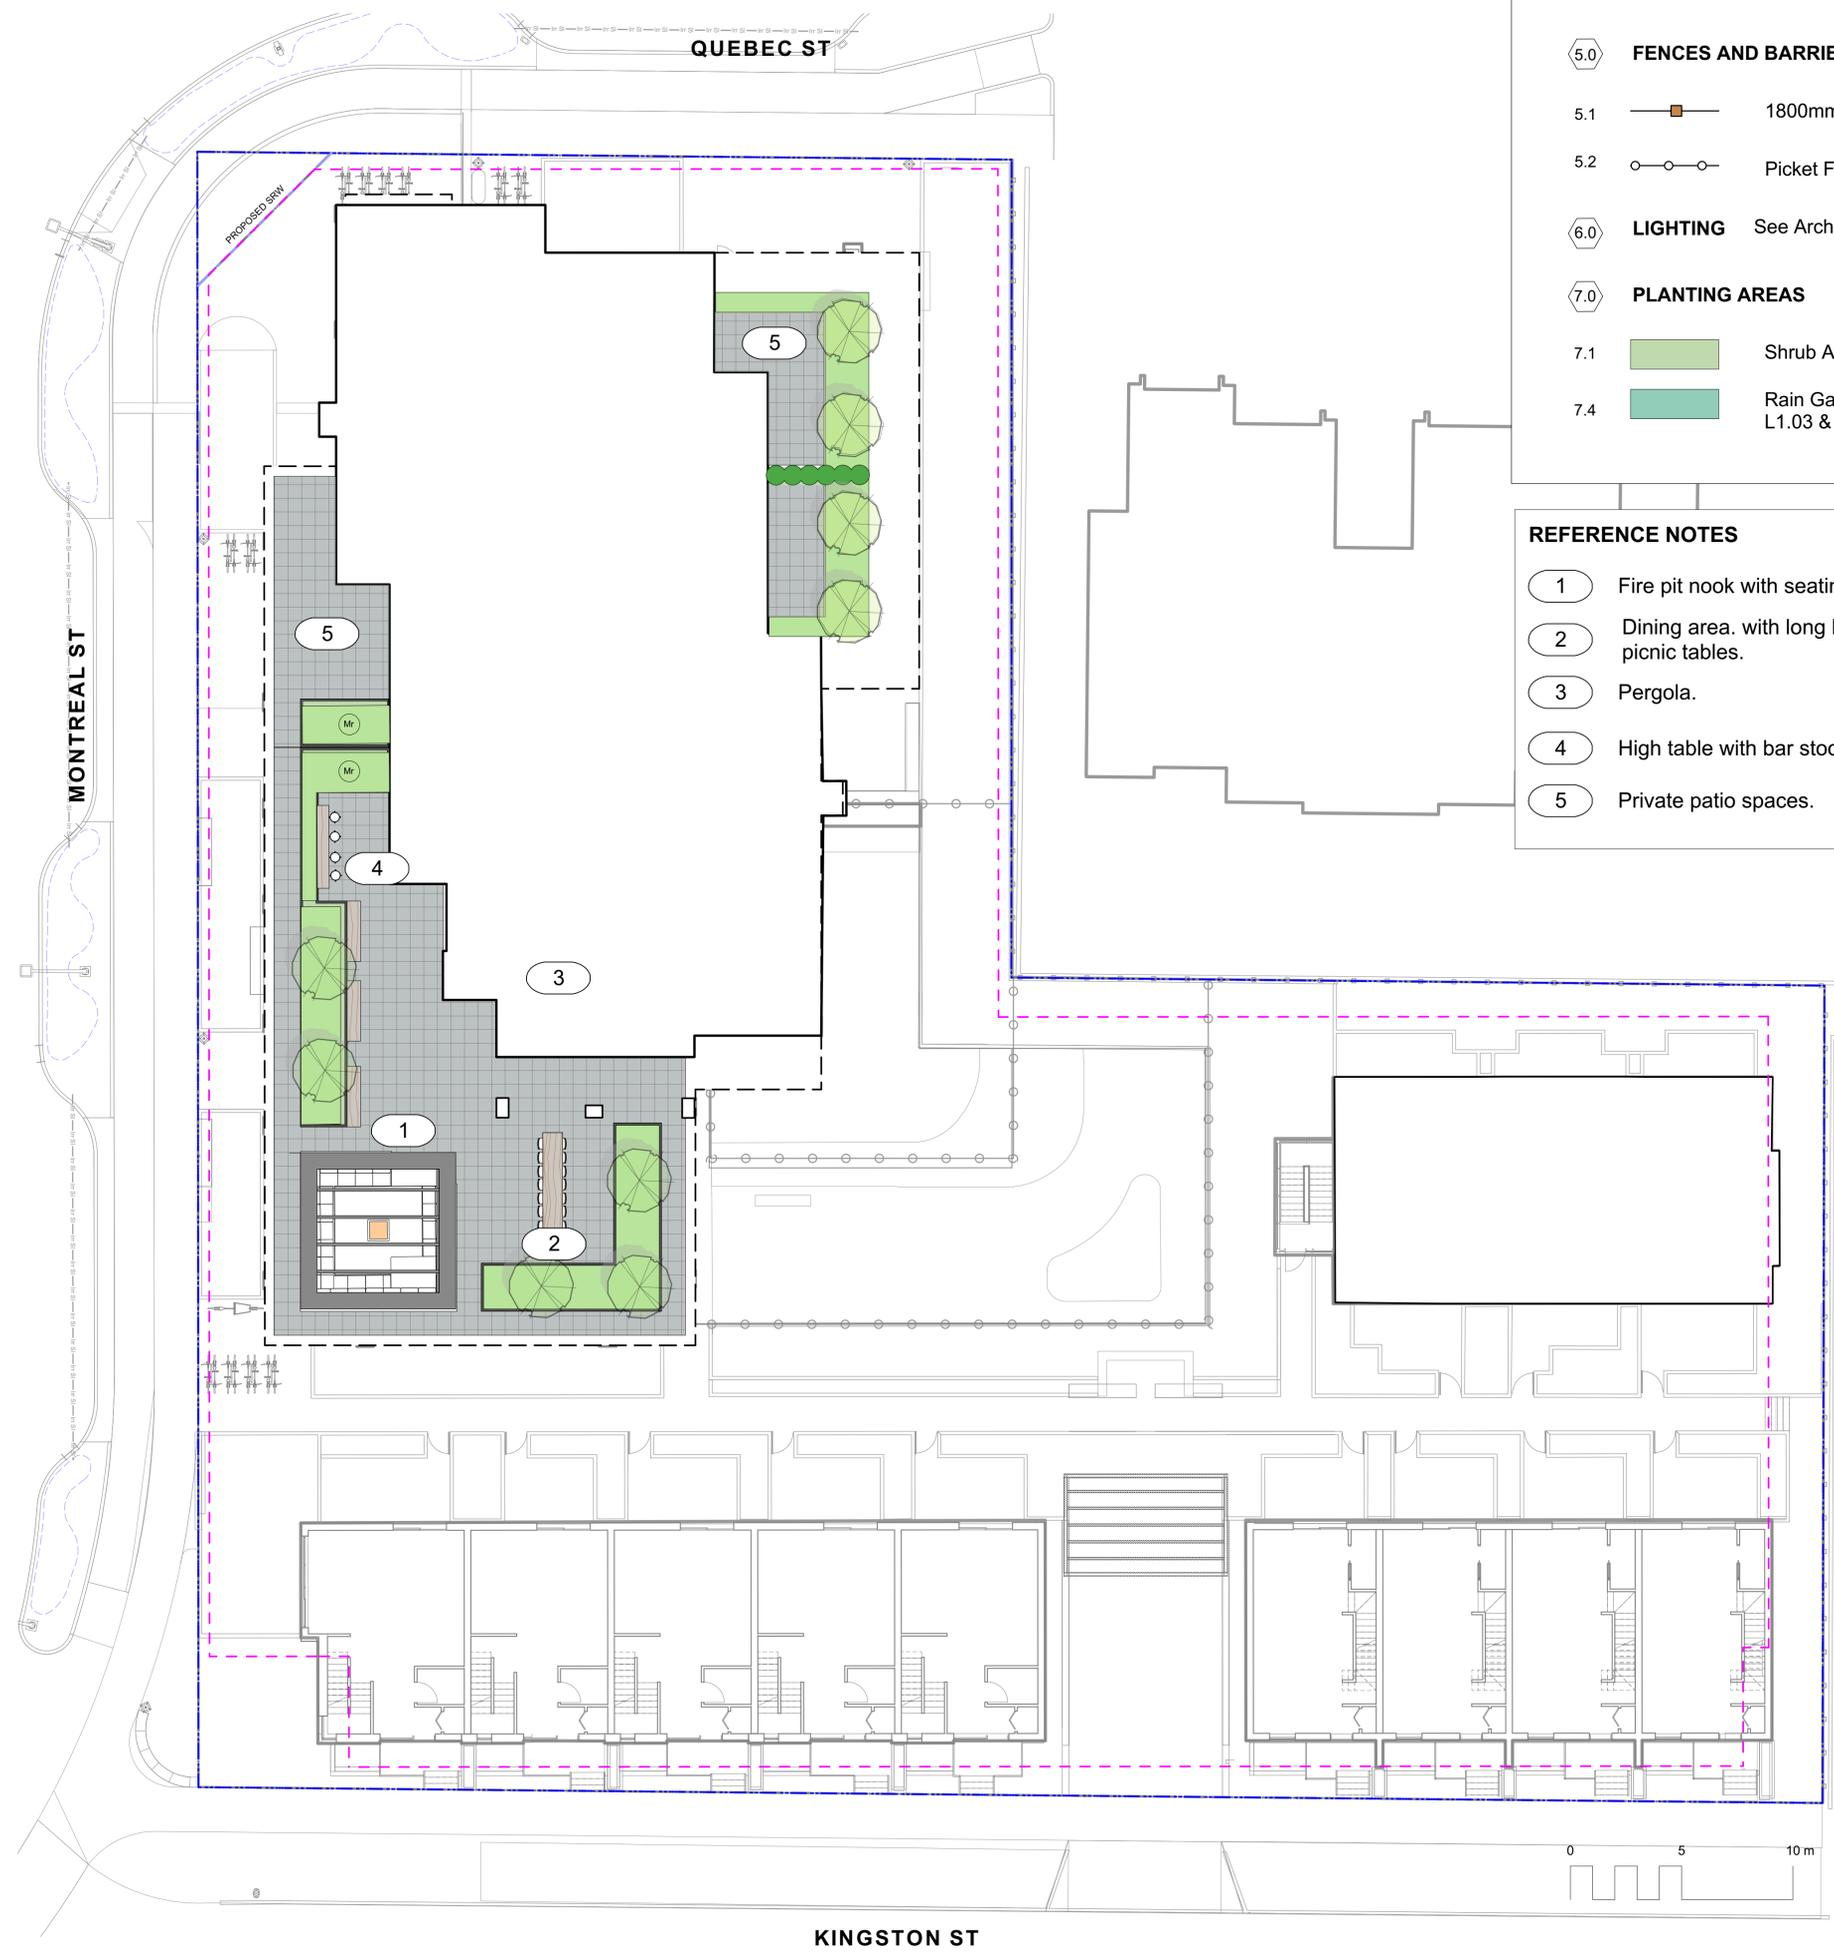 QUEBEC ST
PROPOSED SRW
MONTREAL ST
5
5
Mr
Mr
4
3
1
2
KINGSTON ST
5.0 FENCES AND BARRIE
5.1 1800mm
5.2 Picket F
6.0 LIGHTING See Arch
7.0 PLANTING AREAS
7.1 Shrub A
7.4 Rain Ga
L1.03 &
REFERENCE NOTES
1 Fire pit nook with seatin
2 Dining area. with long
picnic tables.
3 Pergola.
4 High table with bar stoo
5 Private patio spaces.
0 5 10 m